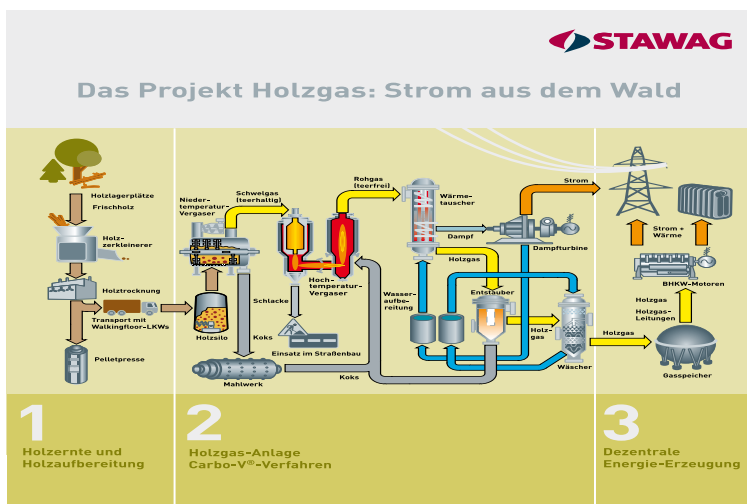 STAWAG
Das Projekt Holzgas: Strom aus dem Wald
Holzlagerplätze
Frischholz
Holz-
zerkleinerer
Holztrocknung
Transport mit
Walkingfloor-LKWs
Pelletpresse
Nieder-
temperatur-
Vergaser
Schwelgas
(teerhaltig)
Holzsilo
Koks
Mahlwerk
Schlacke
Hoch-
temperatur-
Vergaser
Einsatz im Straßenbau
Koks
Rohgas
(teerfrei)
Wärme-
tauscher
Dampf
Holzgas
Wasser-
aufbe-
reitung
Entstauber
Holz-
gas
Wäscher
Dampfturbine
Strom
Holzgas
Strom +
Wärme
BHKW-Motoren
Holzgas
Holzgas-
Leitungen
Gasspeicher
1
Holzernte und
Holzaufbereitung
2
Holzgas-Anlage
Carbo-V®-Verfahren
3
Dezentrale
Energie-Erzeugung